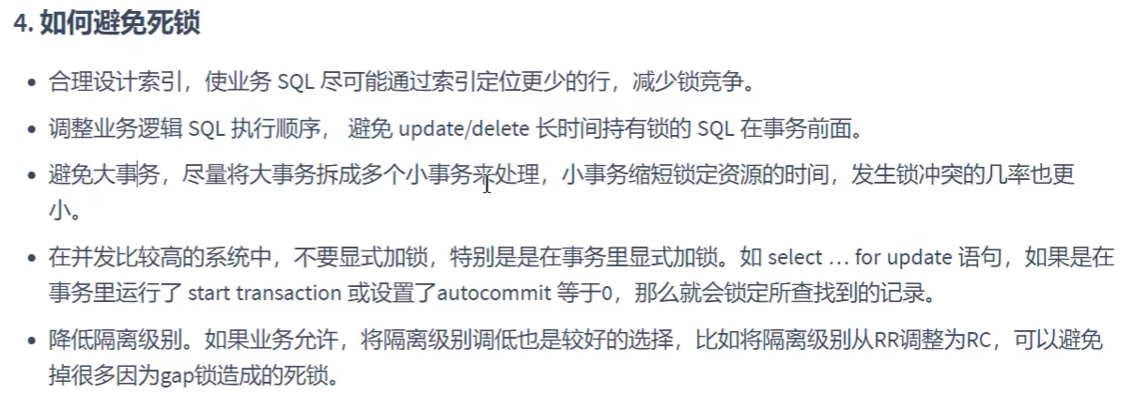 4. 如何避免死锁
• 合理设计索引，使业务 SQL 尽可能通过索引定位更少的行，减少锁竞争。
• 调整业务逻辑 SQL 执行顺序， 避免 update/delete 长时间持有锁的 SQL 在事务前面。
• 避免大事务，尽量将大事务拆成多个小事务来处理，小事务缩短锁定资源的时间，发生锁冲突的几率也更
小。
• 在并发比较高的系统中，不要显式加锁，特别是是在事务里显式加锁。如 select … for update 语句，如果是在
事务里运行了 start transaction 或设置了autocommit 等于0，那么就会锁定所查找到的记录。
• 降低隔离级别。如果业务允许，将隔离级别调低也是较好的选择，比如将隔离级别从RR调整为RC，可以避免
掉很多因为gap锁造成的死锁。